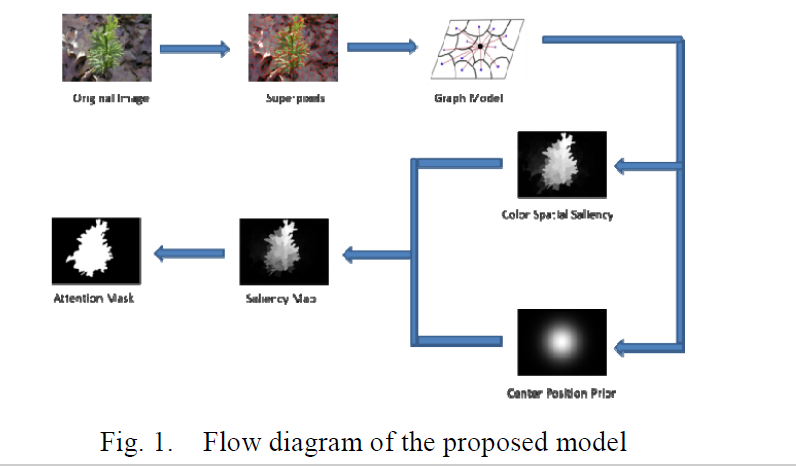 Original Image
Superpixels
Graph Model
Color Spatial Saliency
Attention Mask
Saliency Map
Center Position Prior
Fig. 1. Flow diagram of the proposed model